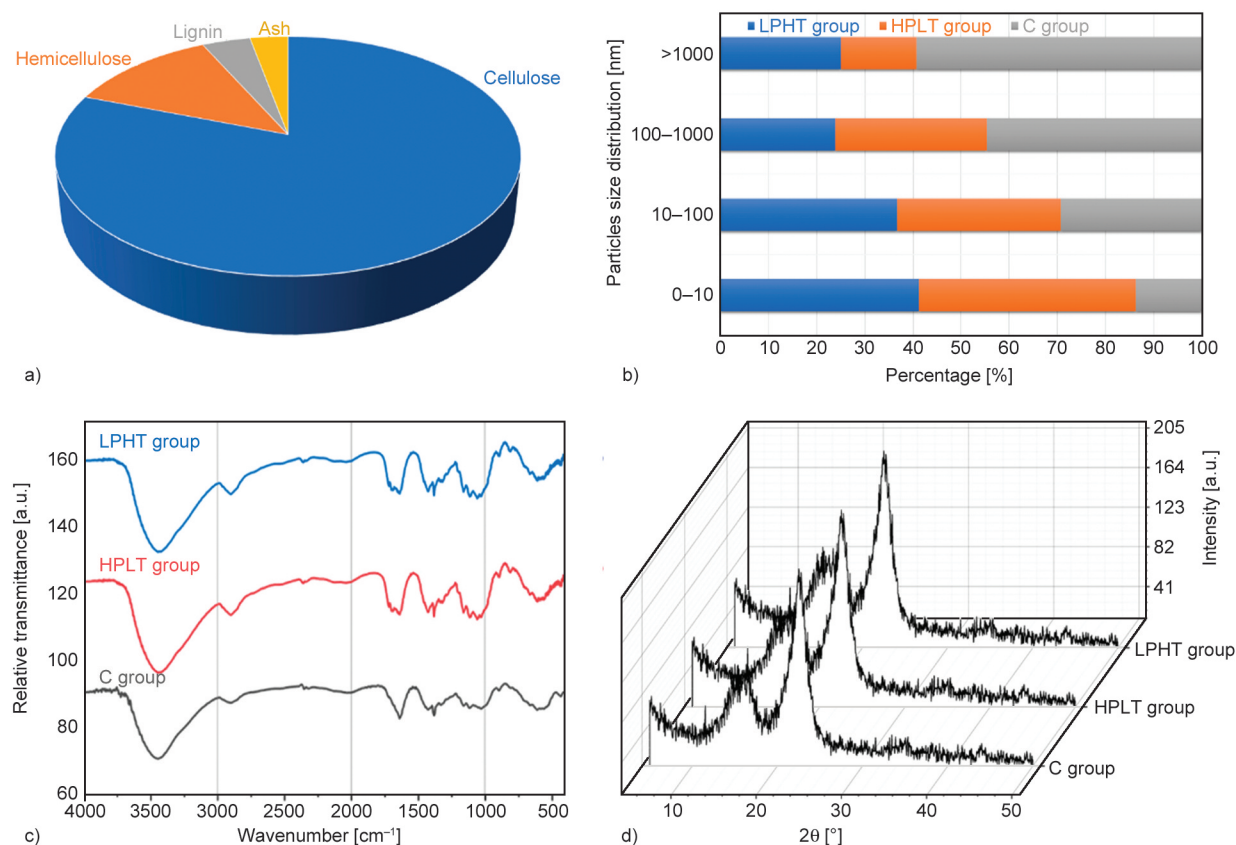 Lignin
Ash
Hemicellulose
Cellulose
a)
LPHT group
HPLT group
C group
Particles size distribution [nm]
>1000
100–1000
10–100
0–10
0 10 20 30 40 50 60 70 80 90 100
Percentage [%]
b)
Relative transmittance [a.u.]
160
140
120
100
80
60
LPHT group
HPLT group
C group
4000 3500 3000 2500 2000 1500 1000 500
Wavenumber [cm⁻¹]
c)
205
164
123
82
41
Intensity [a.u.]
LPHT group
HPLT group
C group
10 20 30 40 50
2θ [°]
d)